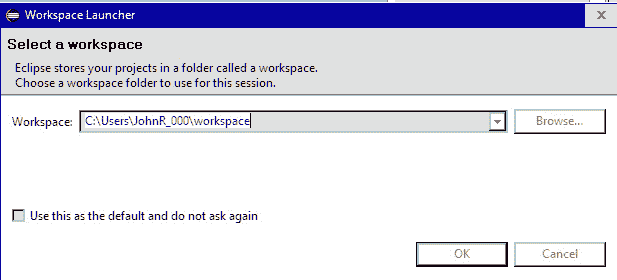 Workspace Launcher
Select a workspace
Eclipse stores your projects in a folder called a workspace.
Choose a workspace folder to use for this session.
Workspace: C:\Users\JohnR_000\workspace Browse...
Use this as the default and do not ask again
OK Cancel